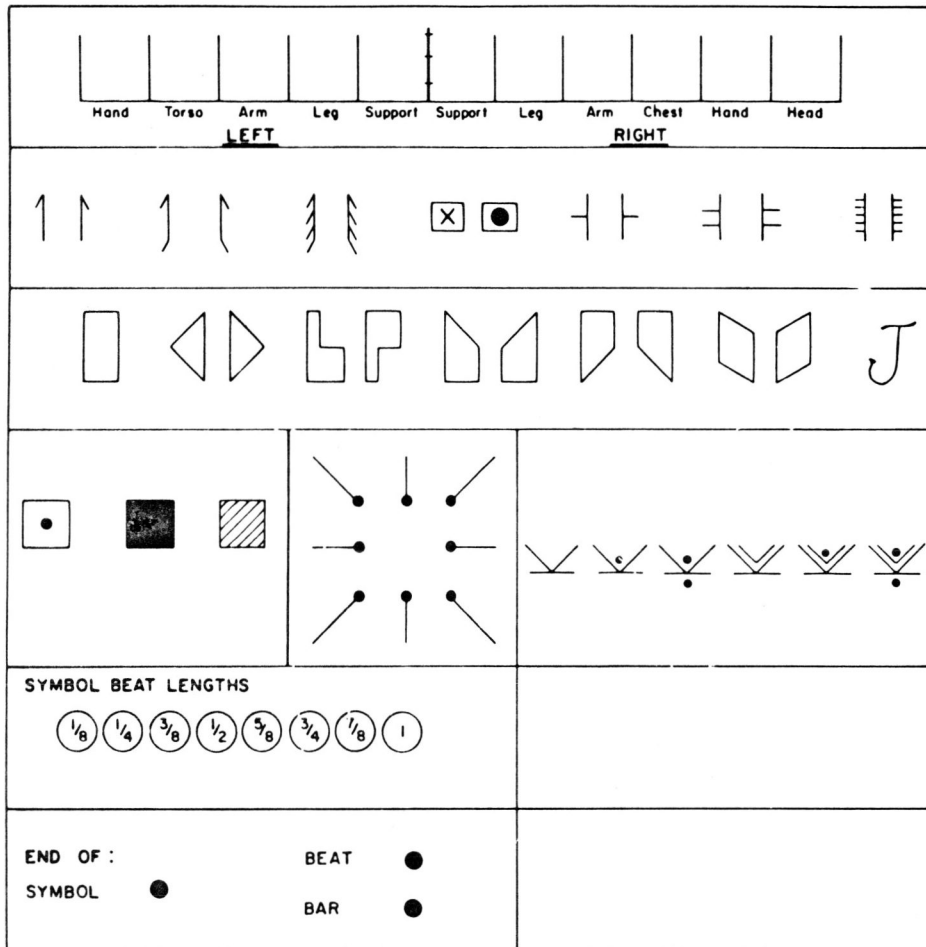 Hand Torso Arm Leg Support Support Leg Arm Chest Hand Head
LEFT RIGHT
SYMBOL BEAT LENGTHS
1/8 1/4 3/8 1/2 5/8 3/4 7/8 1
END OF : BEAT
SYMBOL
BAR